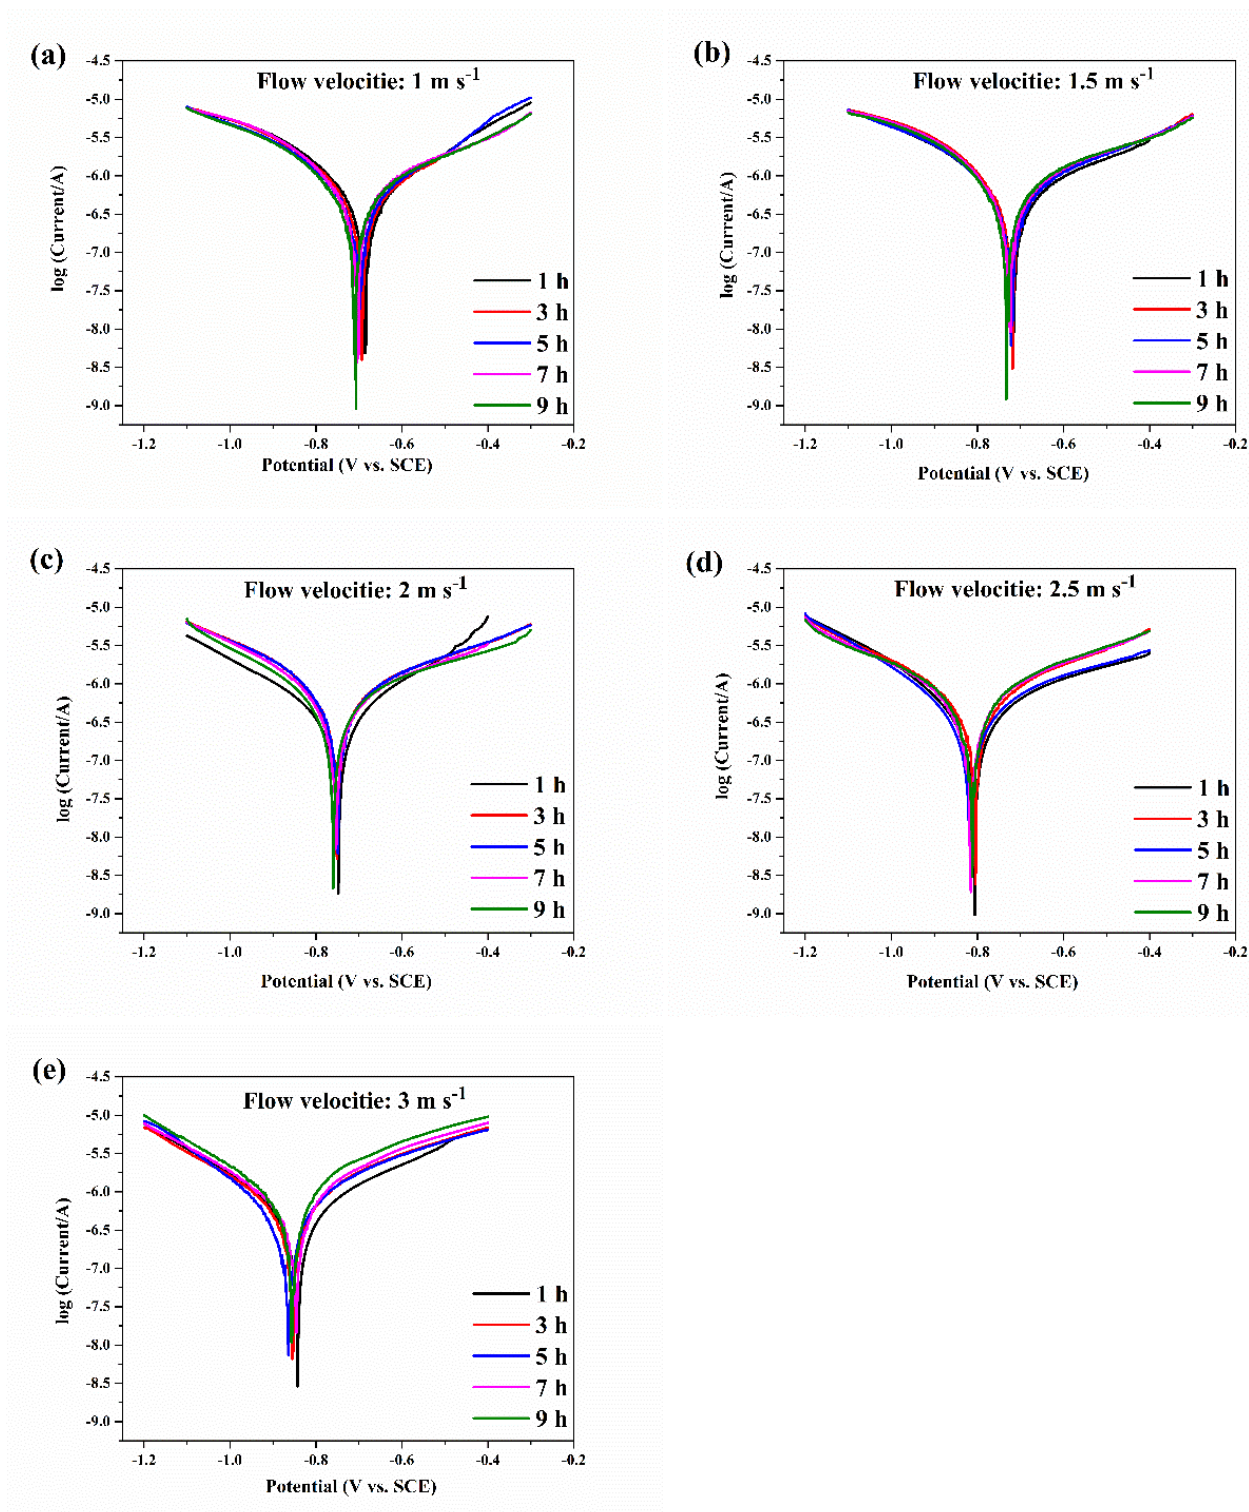 (a)
Flow velocitie: 1 m s-1
log (Current/A)
-4.5
-5.0
-5.5
-6.0
-6.5
-7.0
-7.5
-8.0
-8.5
-9.0
1 h
3 h
5 h
7 h
9 h
-1.2 -1.0 -0.8 -0.6 -0.4 -0.2
Potential (V vs. SCE)
(b)
Flow velocitie: 1.5 m s-1
log (Current/A)
-4.5
-5.0
-5.5
-6.0
-6.5
-7.0
-7.5
-8.0
-8.5
-9.0
1 h
3 h
5 h
7 h
9 h
-1.2 -1.0 -0.8 -0.6 -0.4 -0.2
Potential (V vs. SCE)
(c)
Flow velocitie: 2 m s-1
log (Current/A)
-4.5
-5.0
-5.5
-6.0
-6.5
-7.0
-7.5
-8.0
-8.5
-9.0
1 h
3 h
5 h
7 h
9 h
-1.2 -1.0 -0.8 -0.6 -0.4 -0.2
Potential (V vs. SCE)
(d)
Flow velocitie: 2.5 m s-1
log (Current/A)
-4.5
-5.0
-5.5
-6.0
-6.5
-7.0
-7.5
-8.0
-8.5
-9.0
1 h
3 h
5 h
7 h
9 h
-1.2 -1.0 -0.8 -0.6 -0.4 -0.2
Potential (V vs. SCE)
(e)
Flow velocitie: 3 m s-1
log (Current/A)
-4.5
-5.0
-5.5
-6.0
-6.5
-7.0
-7.5
-8.0
-8.5
-9.0
1 h
3 h
5 h
7 h
9 h
-1.2 -1.0 -0.8 -0.6 -0.4 -0.2
Potential (V vs. SCE)